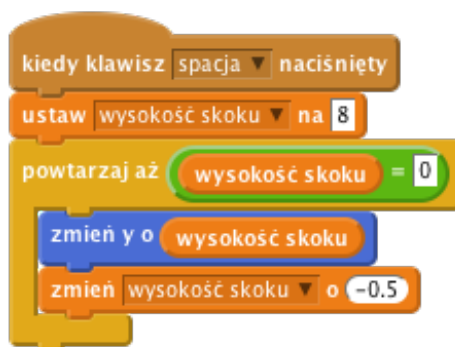 kiedy klawisz spacja naciśnięty
ustaw wysokość skoku na 8
powtarzaj aż wysokość skoku = 0
zmień y o wysokość skoku
zmień wysokość skoku o -0.5